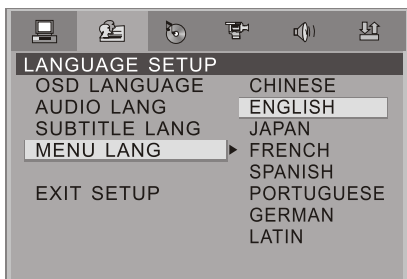 LANGUAGE SETUP
OSD LANGUAGE
AUDIO LANG
SUBTITLE LANG
MENU LANG
EXIT SETUP
CHINESE
ENGLISH
JAPAN
FRENCH
SPANISH
PORTUGUESE
GERMAN
LATIN